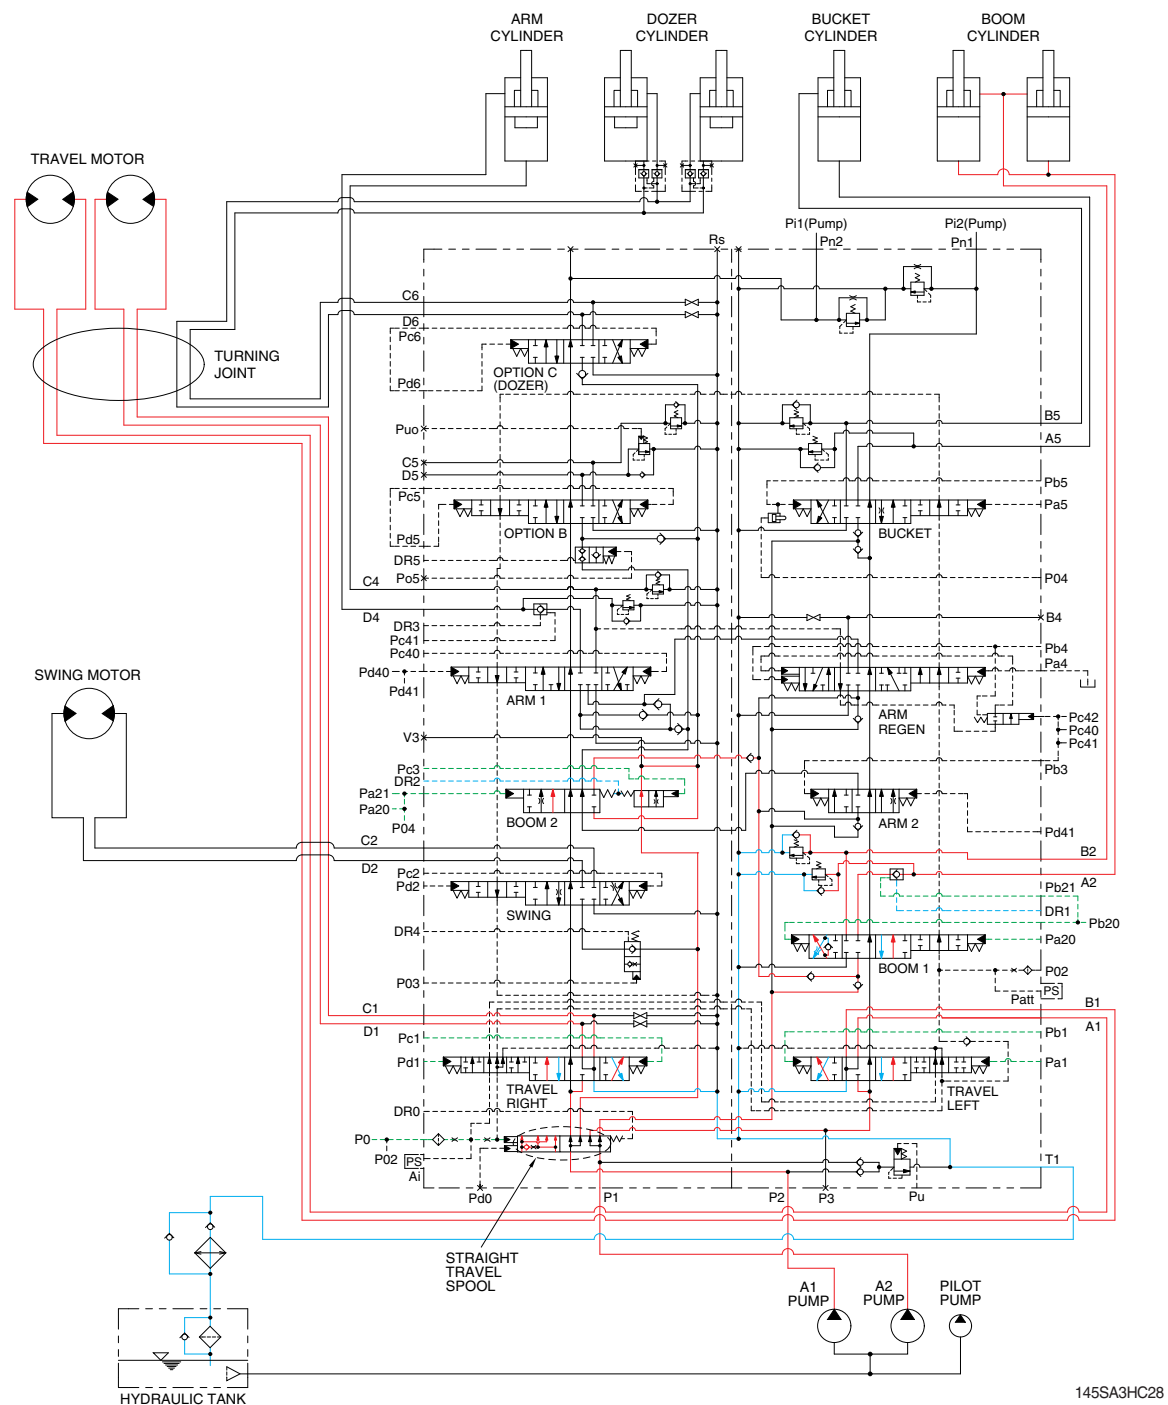 ARM
CYLINDER
DOZER
CYLINDER
BUCKET
CYLINDER
BOOM
CYLINDER
TRAVEL MOTOR
TURNING
JOINT
Pi1(Pump)
Pn2
Pi2(Pump)
Pn1
Rs
C6
D6
Pc6
Pd6
OPTION C
(DOZER)
Puo
C5
D5
Pc5
Pd5
OPTION B
DR5
Po5
C4
D4
DR3
Pc41
Pc40
Pd40
Pd41
ARM 1
B5
A5
Pb5
Pa5
BUCKET
P04
B4
Pb4
Pa4
ARM
REGEN
Pc42
Pc40
Pc41
Pb3
SWING MOTOR
V3
Pc3
DR2
Pa21
Pa20
P04
BOOM 2
ARM 2
Pd41
C2
D2
Pc2
Pd2
SWING
B2
A2
Pb21
DR1
Pb20
Pa20
BOOM 1
DR4
P03
P02
PS
Patt
C1
D1
Pc1
Pd1
TRAVEL
RIGHT
B1
A1
Pb1
Pa1
TRAVEL
LEFT
DR0
P0
P02
PS
Ai
Pd0
P1
P2
P3
Pu
T1
STRAIGHT
TRAVEL
SPOOL
A1
PUMP
A2
PUMP
PILOT
PUMP
HYDRAULIC TANK
145SA3HC28